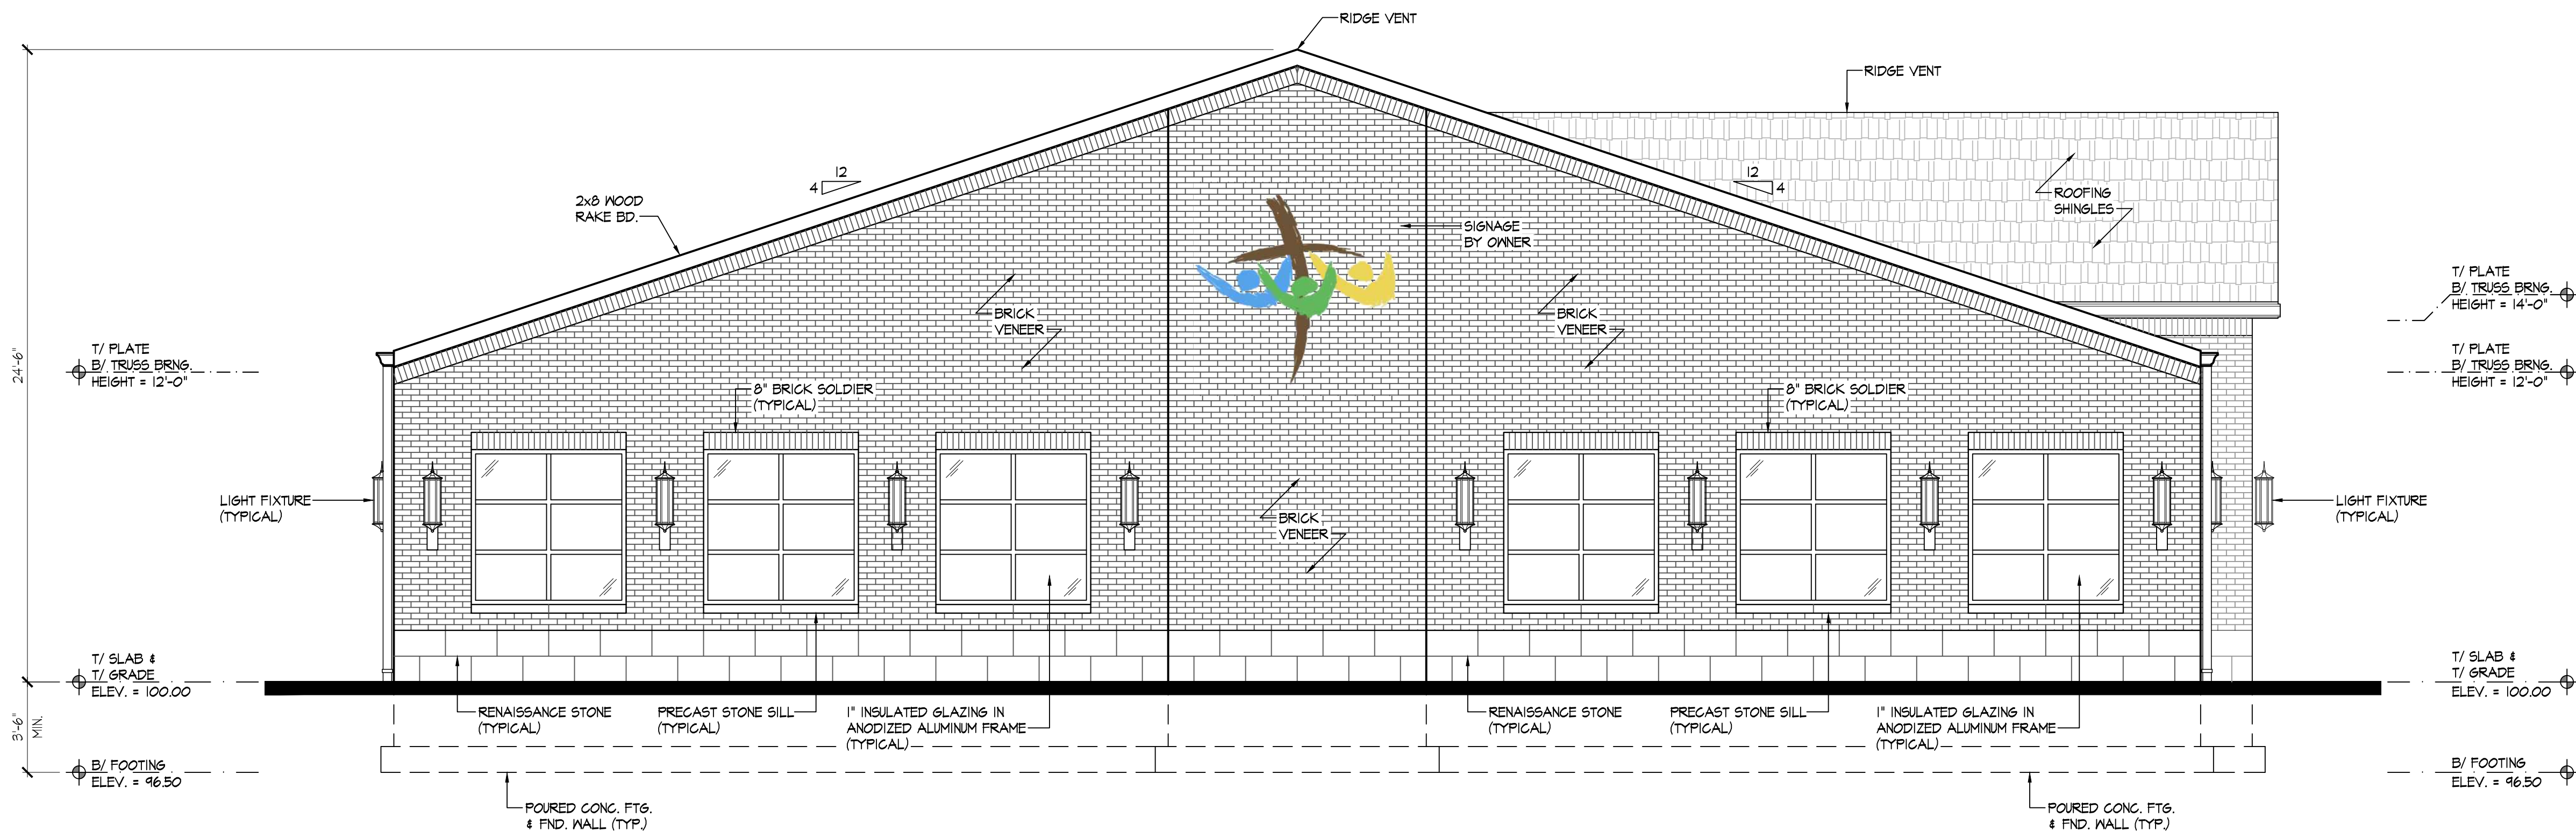 RIDGE VENT
RIDGE VENT
12
4
12
4
2x8 WOOD
RAKE BD.
ROOFING
SHINGLES
SIGNAGE
BY OWNER
24'-6"
T/ PLATE
B/ TRUSS BRNG.
HEIGHT = 12'-0"
BRICK
VENEER
BRICK
VENEER
T/ PLATE
B/ TRUSS BRNG.
HEIGHT = 14'-0"
T/ PLATE
B/ TRUSS BRNG.
HEIGHT = 12'-0"
8" BRICK SOLDIER
(TYPICAL)
8" BRICK SOLDIER
(TYPICAL)
LIGHT FIXTURE
(TYPICAL)
BRICK
VENEER
LIGHT FIXTURE
(TYPICAL)
T/ SLAB &
T/ GRADE
ELEV. = 100.00
T/ SLAB &
T/ GRADE
ELEV. = 100.00
3'-6"
MIN.
RENAISSANCE STONE
(TYPICAL)
PRECAST STONE SILL
(TYPICAL)
1" INSULATED GLAZING IN
ANODIZED ALUMINUM FRAME
(TYPICAL)
RENAISSANCE STONE
(TYPICAL)
PRECAST STONE SILL
(TYPICAL)
1" INSULATED GLAZING IN
ANODIZED ALUMINUM FRAME
(TYPICAL)
B/ FOOTING
ELEV. = 96.50
B/ FOOTING
ELEV. = 96.50
POURED CONC. FTG.
& FND. WALL (TYP.)
POURED CONC. FTG.
& FND. WALL (TYP.)